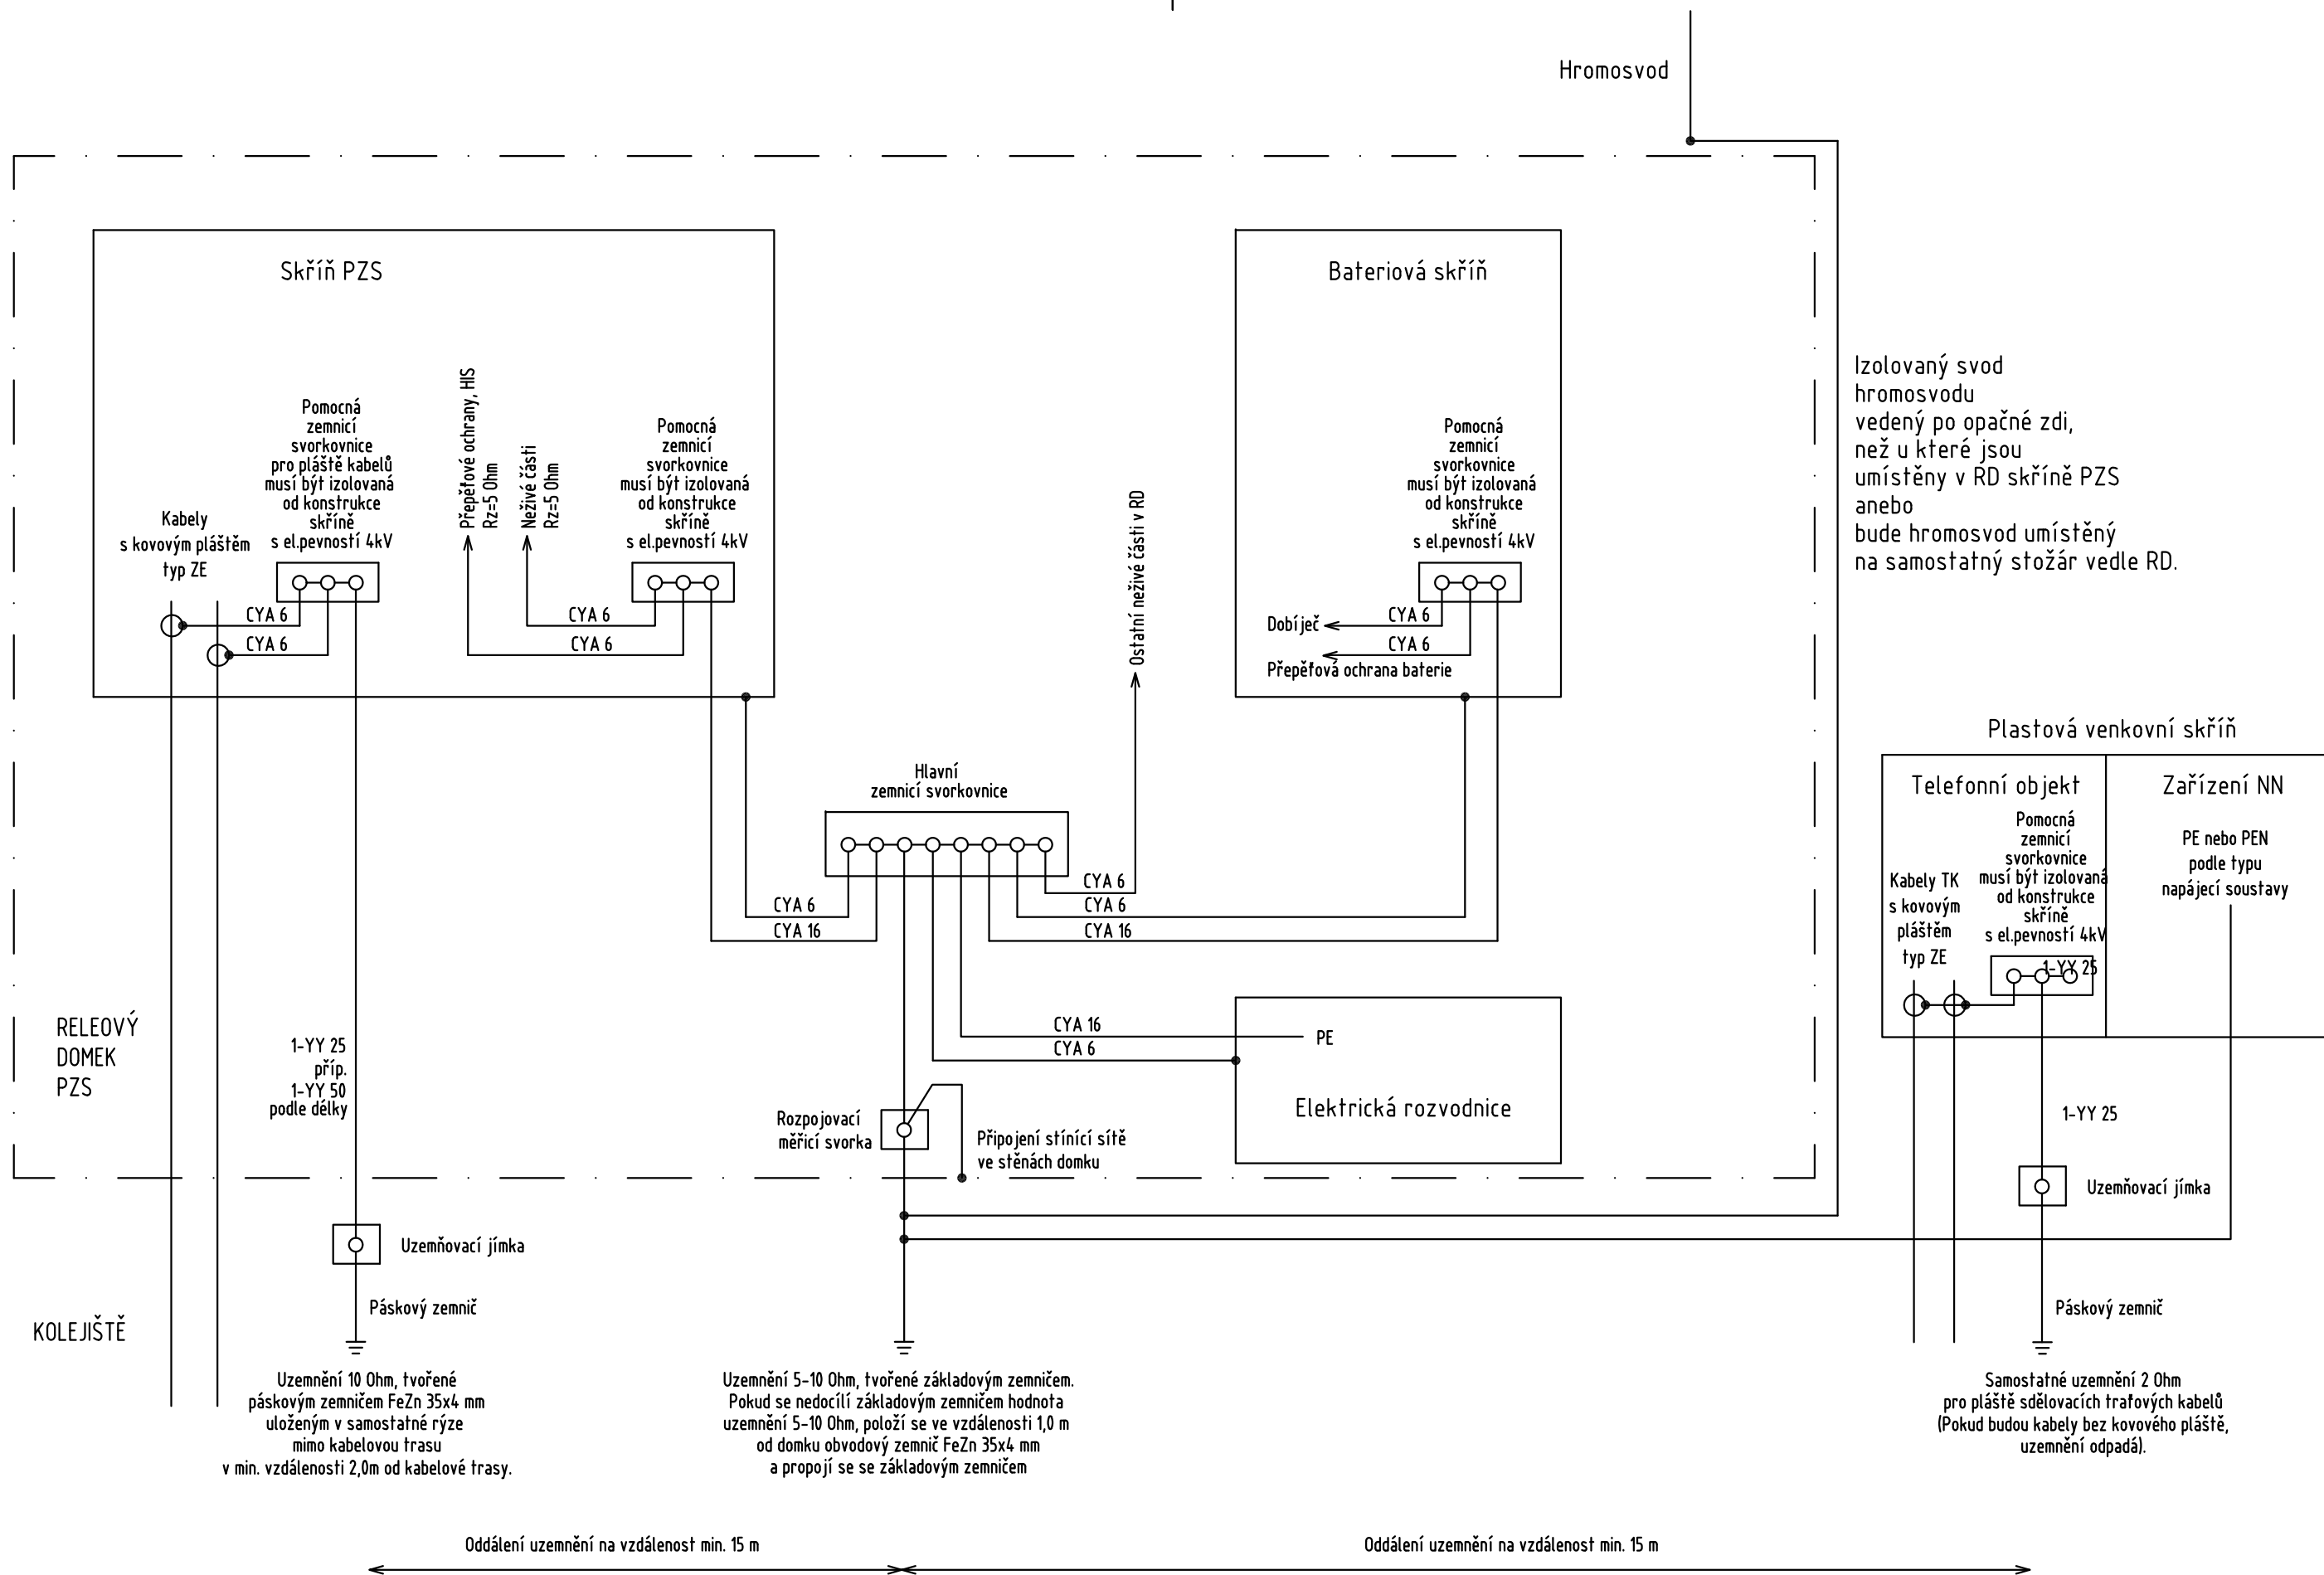 Hromosvod
Skříň PZS
Bateriová skříň
Izolovaný svod
hromosvodu
vedený po opačné zdi,
než u které jsou
umístěny v RD skříně PZS
anebo
bude hromosvod umístěný
na samostatný stožár vedle RD.
Kabely
s kovovým pláštěm
typ ZE
Pomocná
zemnicí
svorkovnice
pro pláště kabelů
musí být izolovaná
od konstrukce
skříně
s el.pevností 4kV
CYA 6
CYA 6
Přepěťové ochrany, HIS
Rz=5 Ohm
Neživé části
Rz=5 Ohm
Pomocná
zemnicí
svorkovnice
musí být izolovaná
od konstrukce
skříně
s el.pevností 4kV
CYA 6
CYA 6
Ostatní neživé části v RD
Pomocná
zemnicí
svorkovnice
musí být izolovaná
od konstrukce
skříně
s el.pevností 4kV
Dobíječ
CYA 6
CYA 6
Přepěťová ochrana baterie
Hlavní
zemnicí svorkovnice
CYA 6
CYA 16
CYA 6
CYA 6
CYA 16
Plastová venkovní skříň
Telefonní objekt
Zařízení NN
Pomocná
zemnicí
svorkovnice
musí být izolovaná
od konstrukce
skříně
s el.pevností 4kV
Kabely TK
s kovovým
pláštěm
typ ZE
1-YY 25
PE nebo PEN
podle typu
napájecí soustavy
RELEOVÝ
DOMEK
PZS
1-YY 25
příp.
1-YY 50
podle délky
CYA 16
CYA 6
PE
Elektrická rozvodnice
Rozpojovací
měřicí svorka
Připojení stínící sítě
ve stěnách domku
1-YY 25
Uzemňovací jímka
Uzemňovací jímka
Páskový zemnič
Páskový zemnič
KOLEJIŠTĚ
Uzemnění 10 Ohm, tvořené
páskovým zemničem FeZn 35x4 mm
uloženým v samostatné rýze
mimo kabelovou trasu
v min. vzdálenosti 2,0m od kabelové trasy.
Uzemnění 5-10 Ohm, tvořené základovým zemničem.
Pokud se nedocílí základovým zemničem hodnota
uzemnění 5-10 Ohm, položí se ve vzdálenosti 1,0 m
od domku obvodový zemnič FeZn 35x4 mm
a propojí se se základovým zemničem
Samostatné uzemnění 2 Ohm
pro pláště sdělovacích traťových kabelů
(Pokud budou kabely bez kovového pláště,
uzemnění odpadá).
Oddálení uzemnění na vzdálenost min. 15 m
Oddálení uzemnění na vzdálenost min. 15 m